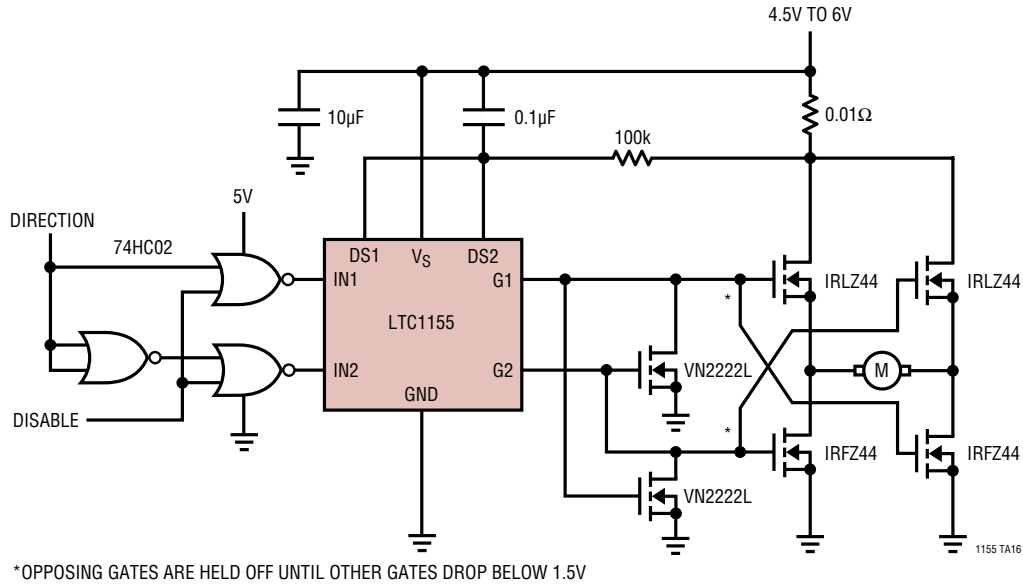 4.5V TO 6V
10µF
0.1µF
0.01Ω
100k
5V
DIRECTION
74HC02
DS1
VS
DS2
IN1
G1
IRLZ44
IRLZ44
*
LTC1155
IN2
G2
VN2222L
M
GND
DISABLE
*
IRFZ44
IRFZ44
VN2222L
1155 TA16
*OPPOSING GATES ARE HELD OFF UNTIL OTHER GATES DROP BELOW 1.5V